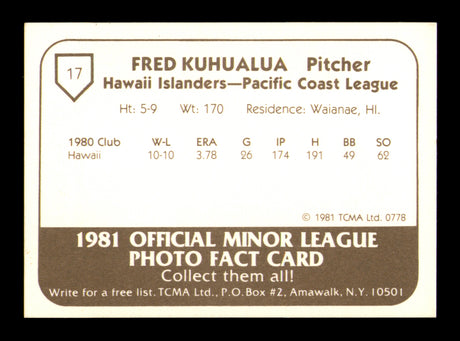 17
FRED KUHUALUA Pitcher
Hawaii Islanders—Pacific Coast League
Ht: 5-9 Wt: 170 Residence: Waianae, HI.
1980 Club W-L ERA G IP H BB SO
Hawaii 10-10 3.78 26 174 191 49 62
© 1981 TCMA Ltd. 0778
1981 OFFICIAL MINOR LEAGUE
PHOTO FACT CARD
Collect them all!
Write for a free list. TCMA Ltd., P.O. Box #2, Amawalk, N.Y. 10501